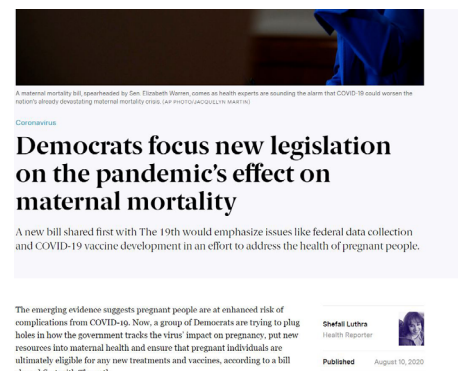 A maternal mortality bill, spearheaded by Sen. Elizabeth Warren, comes as health experts are sounding the alarm that COVID-19 could worsen the
nation's already devastating maternal mortality crisis. (AP PHOTO/JACQUELYN MARTIN)
Coronavirus
Democrats focus new legislation
on the pandemic's effect on
maternal mortality
A new bill shared first with The 19th would emphasize issues like federal data collection
and COVID-19 vaccine development in an effort to address the health of pregnant people.
The emerging evidence suggests pregnant people are at enhanced risk of
complications from COVID-19. Now, a group of Democrats are trying to plug
holes in how the government tracks the virus' impact on pregnancy, put new
resources into maternal health and ensure that pregnant individuals are
ultimately eligible for any new treatments and vaccines, according to a bill
Shefali Luthra
Health Reporter
Published August 10, 2020